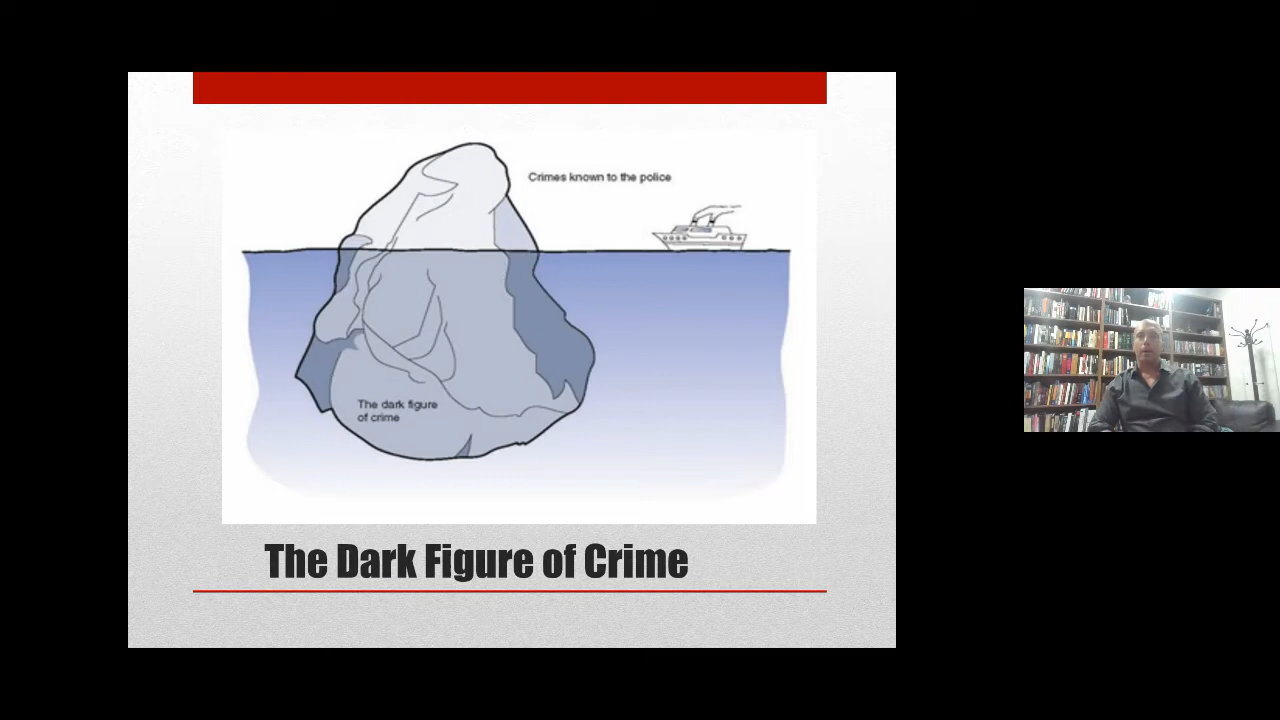 Crimes known to the police
The dark figure
of crime
The Dark Figure of Crime